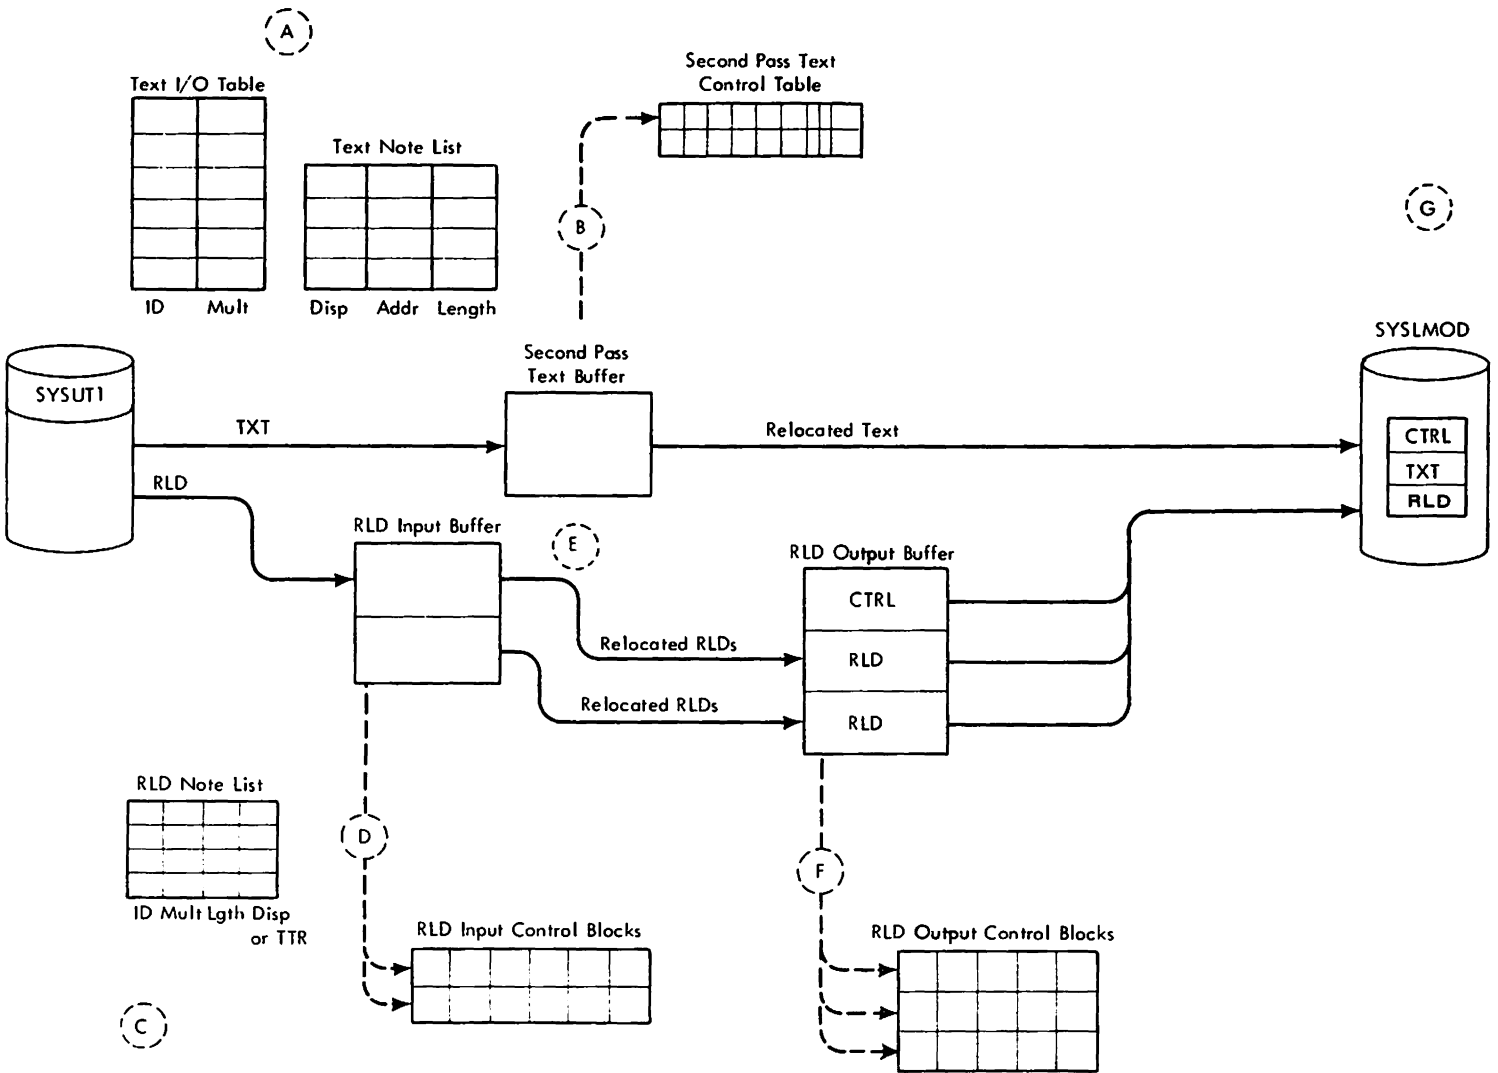 A
Second Pass Text
Control Table
Text I/O Table
Text Note List
B
G
ID Mult
Disp Addr Length
SYSLMOD
Second Pass
Text Buffer
SYSUT1
TXT
Relocated Text
CTRL
TXT
RLD
RLD
RLD Input Buffer
E
RLD Output Buffer
CTRL
Relocated RLDs
RLD
Relocated RLDs
RLD
RLD Note List
D
F
ID Mult Lgth Disp
or TTR
RLD Input Control Blocks
RLD Output Control Blocks
C